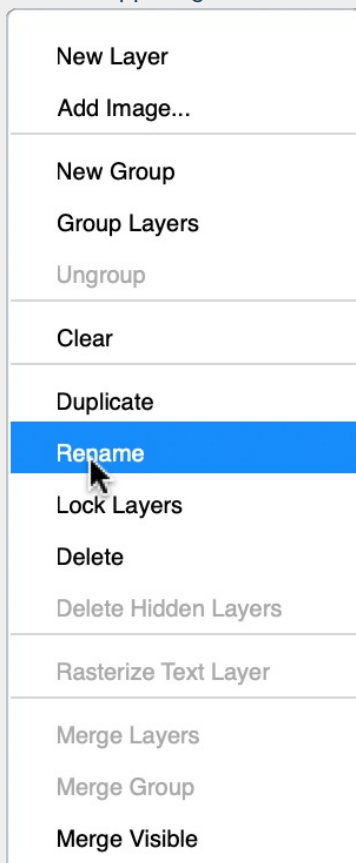 New Layer
Add Image...
New Group
Group Layers
Ungroup
Clear
Duplicate
Rename
Lock Layers
Delete
Delete Hidden Layers
Rasterize Text Layer
Merge Layers
Merge Group
Merge Visible